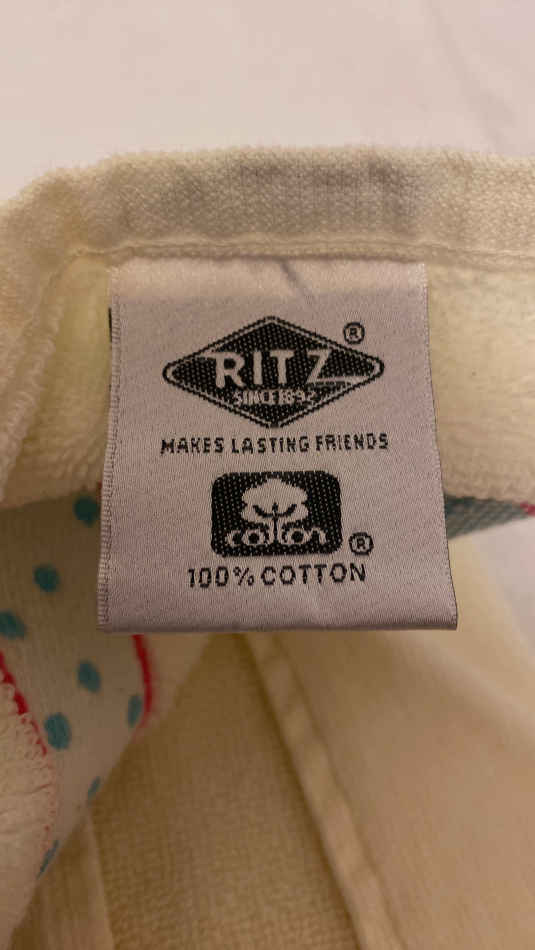 RITZ ®
SINCE 1892
MAKES LASTING FRIENDS
cotton ®
100% COTTON